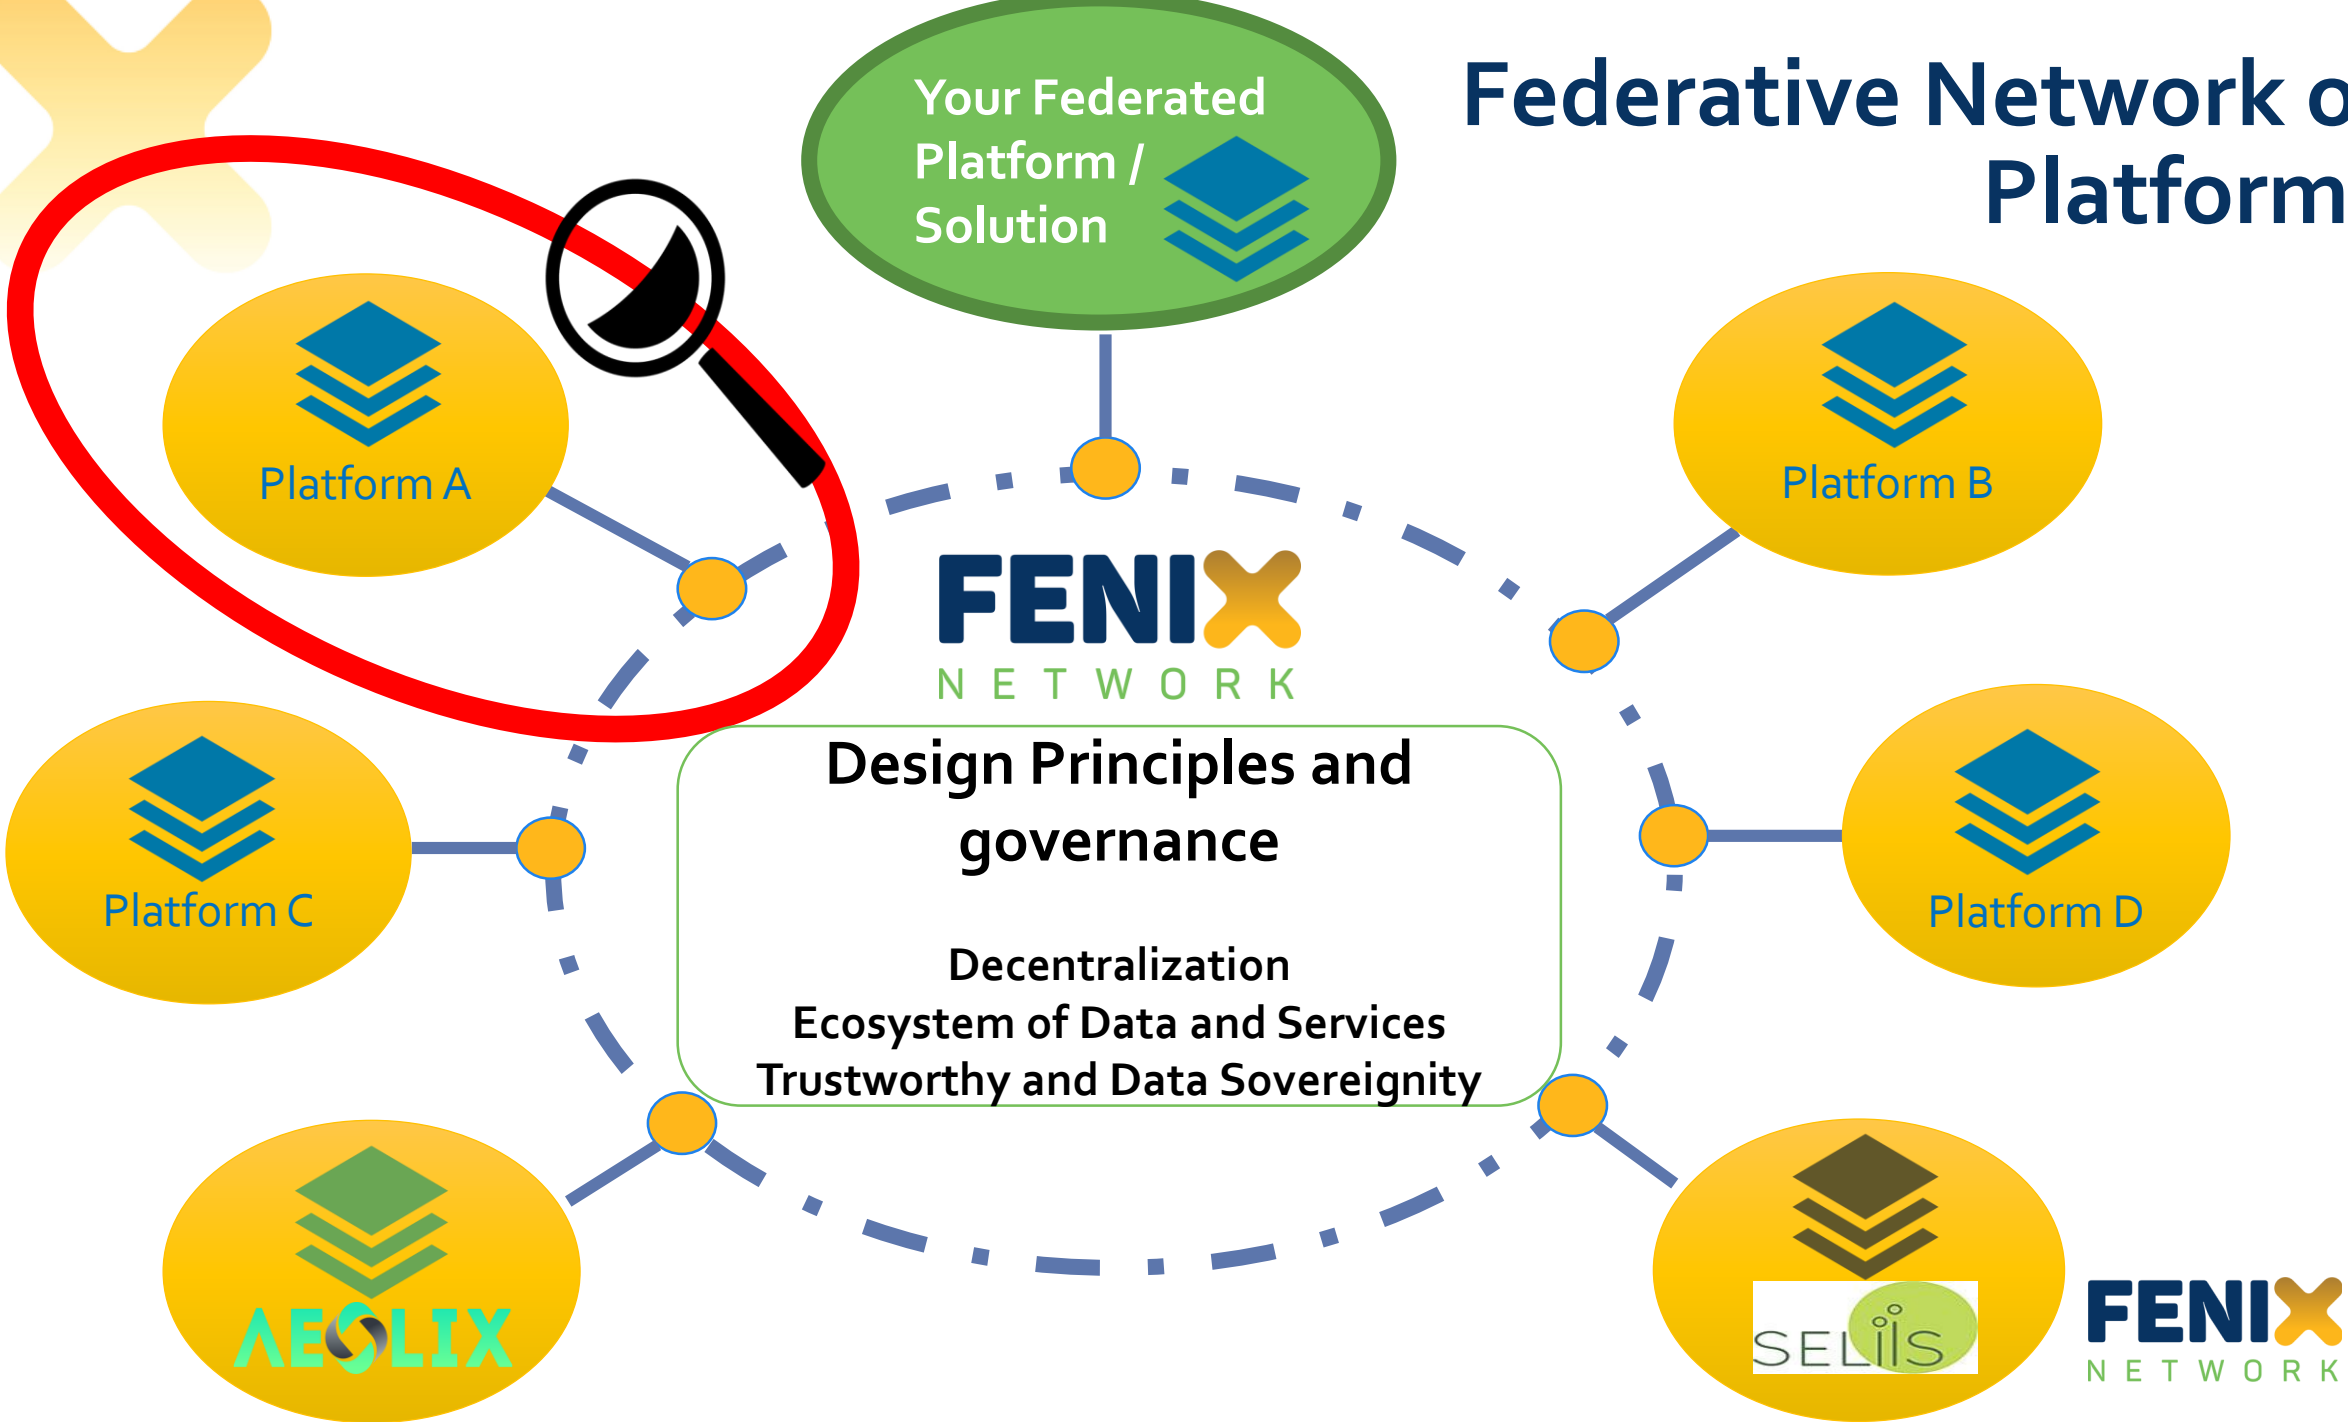 Federative Network o
Platform
Your Federated
Platform /
Solution
Platform A
Platform B
FENIX
NETWORK
Design Principles and
governance
Decentralization
Ecosystem of Data and Services
Trustworthy and Data Sovereignity
Platform C
Platform D
AEOLIX
SELIIS
FENIX
NETWORK